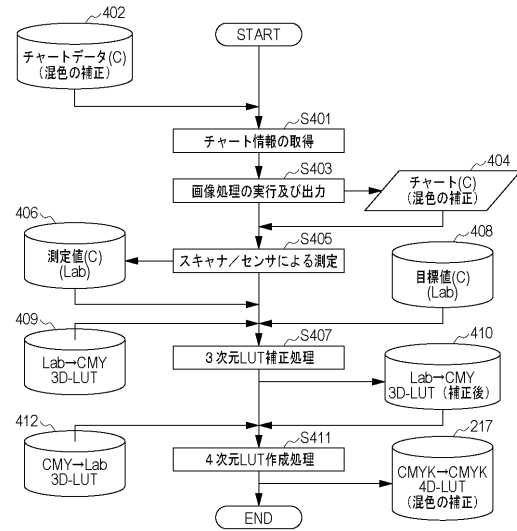 402
START
チャートデータ(C)
(混色の補正)
S401
チャート情報の取得
S403
画像処理の実行及び出力
404
チャート(C)
(混色の補正)
406
S405
408
測定値(C)
(Lab)
スキャナ/センサによる測定
目標値(C)
(Lab)
409
S407
410
Lab→CMY
3D-LUT
3次元LUT補正処理
Lab→CMY
3D-LUT(補正後)
412
S411
217
CMY→Lab
3D-LUT
4次元LUT作成処理
CMYK→CMYK
4D-LUT
(混色の補正)
END